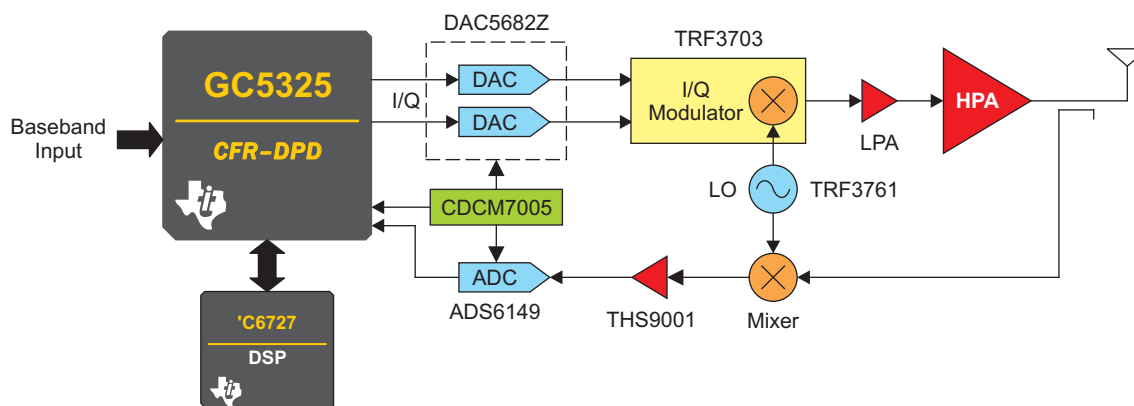 DAC5682Z
TRF3703
GC5325
CFR-DPD
Baseband
Input
I/Q
DAC
DAC
I/Q
Modulator
LPA
HPA
LO
TRF3761
CDCM7005
ADC
ADS6149
THS9001
Mixer
'C6727
DSP